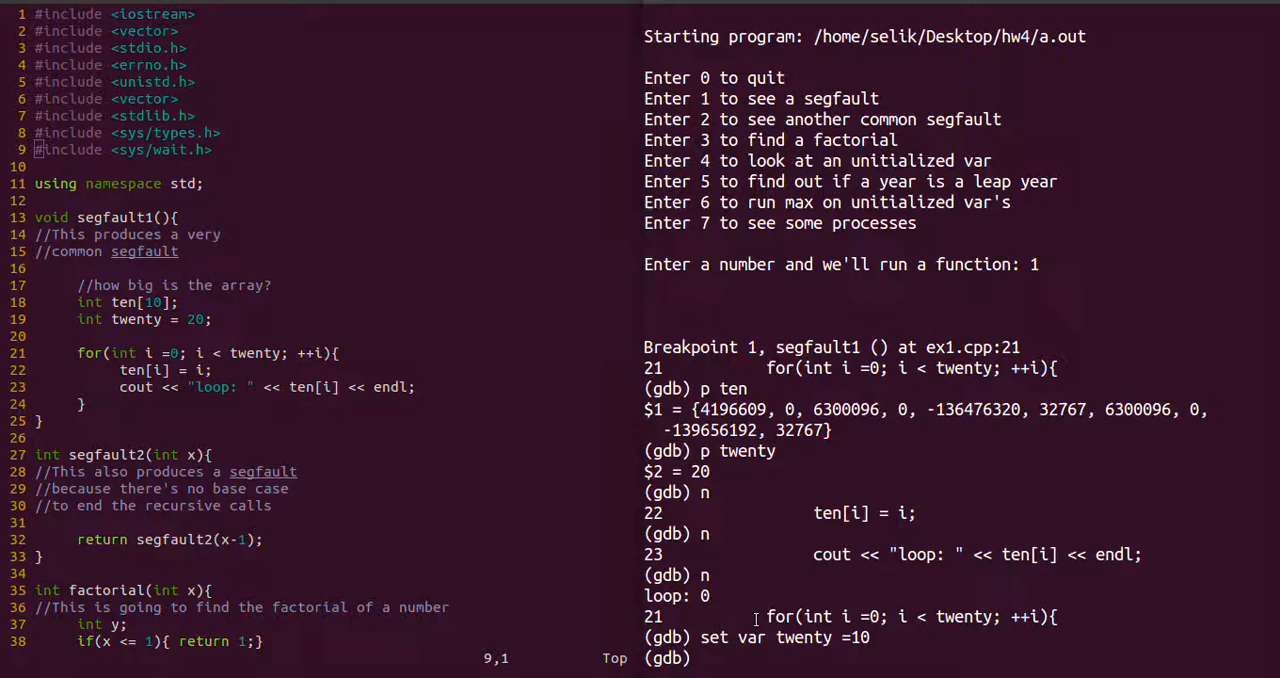 1 #include <iostream>
2 #include <vector>
3 #include <stdio.h>
4 #include <errno.h>
5 #include <unistd.h>
6 #include <vector>
7 #include <stdlib.h>
8 #include <sys/types.h>
9 #include <sys/wait.h>
10
11 using namespace std;
12
13 void segfault1(){
14 //This produces a very
15 //common segfault
16
17 //how big is the array?
18 int ten[10];
19 int twenty = 20;
20
21 for(int i =0; i < twenty; ++i){
22 ten[i] = i;
23 cout << "loop: " << ten[i] << endl;
24 }
25 }
26
27 int segfault2(int x){
28 //This also produces a segfault
29 //because there's no base case
30 //to end the recursive calls
31
32 return segfault2(x-1);
33 }
34
35 int factorial(int x){
36 //This is going to find the factorial of a number
37 int y;
38 if(x <= 1){ return 1;}
9,1 Top
Starting program: /home/selik/Desktop/hw4/a.out
Enter 0 to quit
Enter 1 to see a segfault
Enter 2 to see another common segfault
Enter 3 to find a factorial
Enter 4 to look at an unitialized var
Enter 5 to find out if a year is a leap year
Enter 6 to run max on unitialized var's
Enter 7 to see some processes
Enter a number and we'll run a function: 1
Breakpoint 1, segfault1 () at ex1.cpp:21
21 for(int i =0; i < twenty; ++i){
(gdb) p ten
$1 = {4196609, 0, 6300096, 0, -136476320, 32767, 6300096, 0,
-139656192, 32767}
(gdb) p twenty
$2 = 20
(gdb) n
22 ten[i] = i;
(gdb) n
23 cout << "loop: " << ten[i] << endl;
(gdb) n
loop: 0
21 for(int i =0; i < twenty; ++i){
(gdb) set var twenty =10
(gdb)